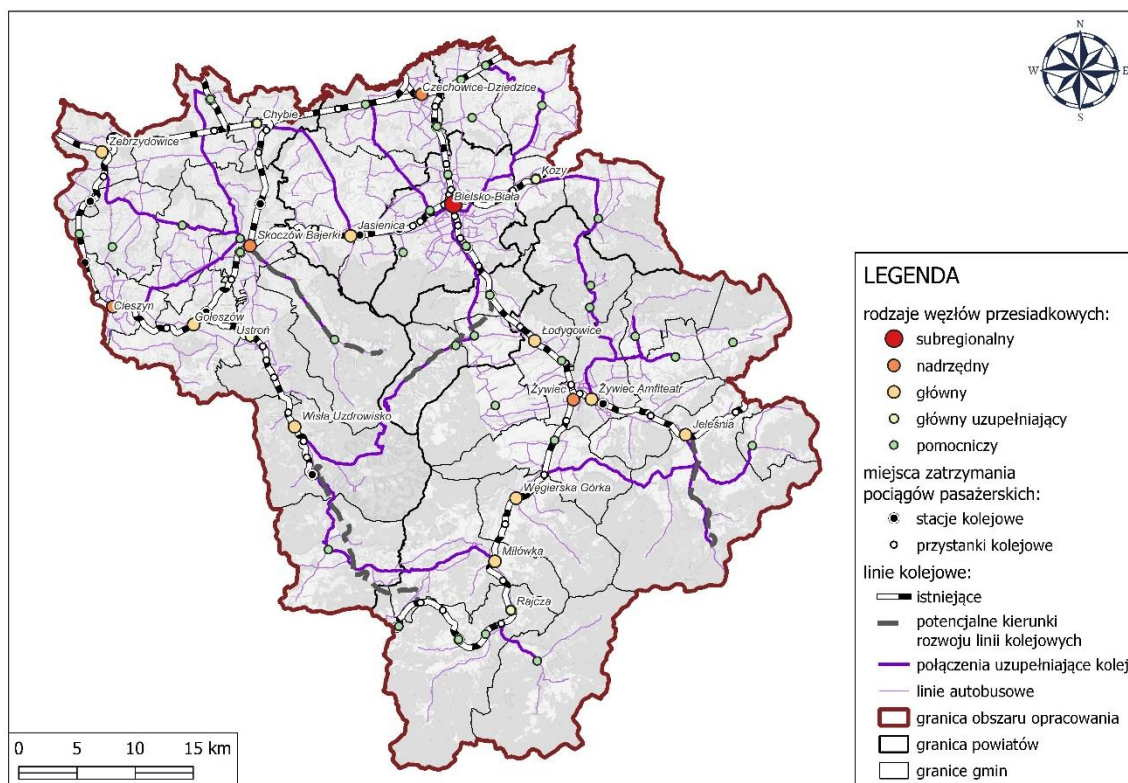 N
W
E
S
Czechowice-Dziedzice
Chybie
Zebrzydowice
Kozy
Bielsko-Biała
Jasienica
Skoczów Bajerki
Cieszyn
Goleszów
Ustroń
Łodygowice
Żywiec
Żywiec Amfiteatr
Wisła Uzdrowisko
Jeleśnia
Węgierska Górka
Milówka
Rajcza
0 5 10 15 km
LEGENDA
rodzaje węzłów przesiadkowych:
subregionalny
nadrzędny
główny
główny uzupełniający
pomocniczy
miejsca zatrzymania
pociągów pasażerskich:
stacje kolejowe
przystanki kolejowe
linie kolejowe:
istniejące
potencjalne kierunki
rozwoju linii kolejowych
połączenia uzupełniające kolej
linie autobusowe
granica obszaru opracowania
granica powiatów
granice gmin